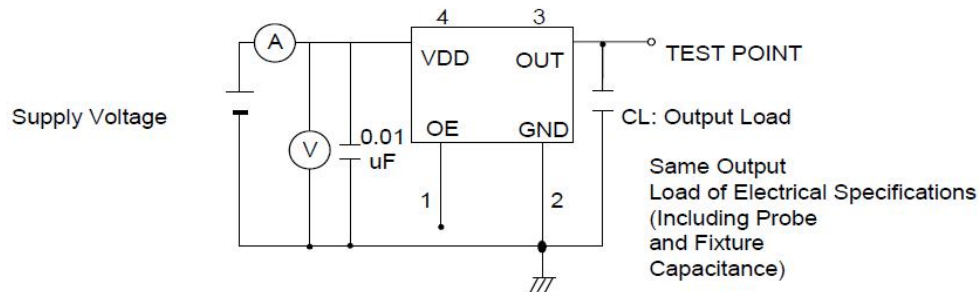 4
3
A
VDD
OUT
TEST POINT
Supply Voltage
OE
GND
CL: Output Load
V
0.01
uF
1
2
Same Output
Load of Electrical Specifications
(Including Probe
and Fixture
Capacitance)